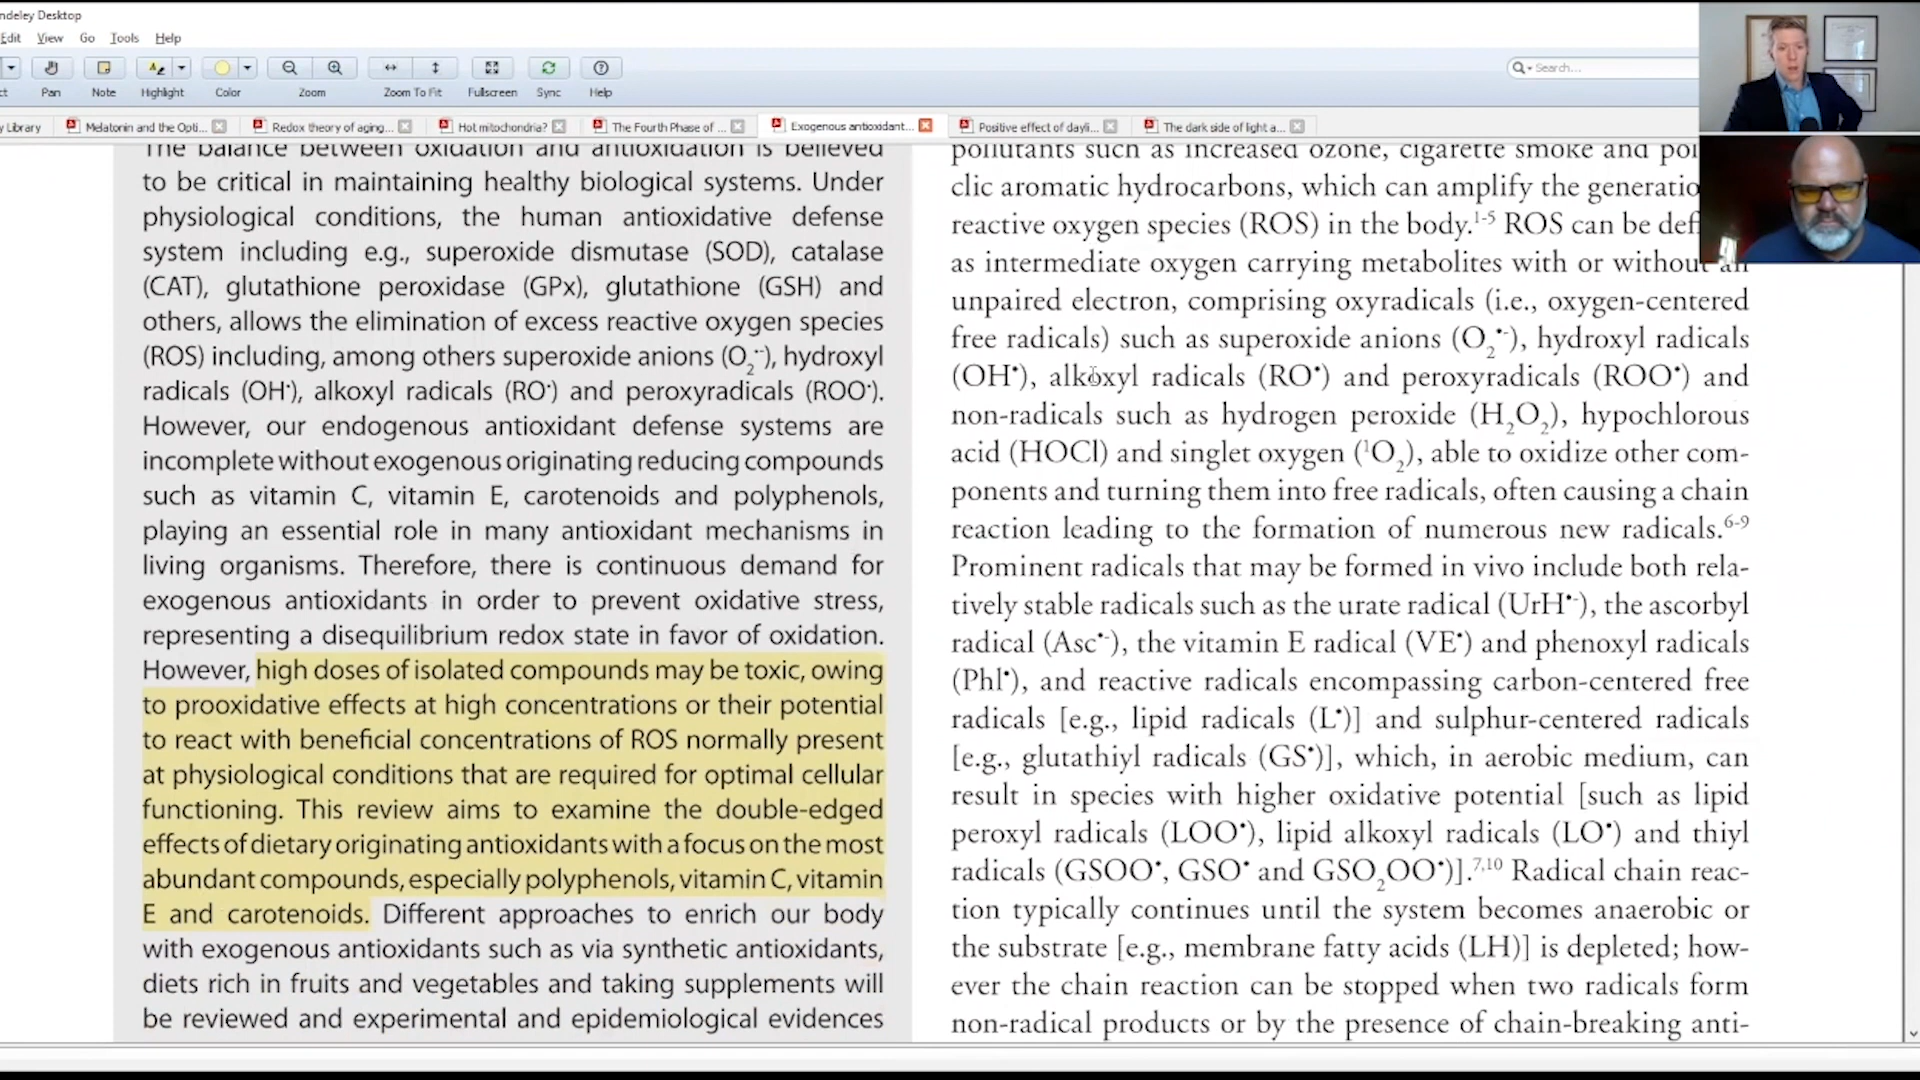 ndeley Desktop
Edit View Go Tools Help
ct Pan Note Highlight Color Zoom Zoom To Fit Fullscreen Sync Help
Search...
y Library Melatonin and the Opti... Redox theory of aging... Hot mitochondria? The Fourth Phase of ... Exogenous antioxidant... Positive effect of dayli... The dark side of light a...
The balance between oxidation and antioxidation is believed
to be critical in maintaining healthy biological systems. Under
physiological conditions, the human antioxidative defense
system including e.g., superoxide dismutase (SOD), catalase
(CAT), glutathione peroxidase (GPx), glutathione (GSH) and
others, allows the elimination of excess reactive oxygen species
(ROS) including, among others superoxide anions (O₂•⁻), hydroxyl
radicals (OH•), alkoxyl radicals (RO•) and peroxyradicals (ROO•).
However, our endogenous antioxidant defense systems are
incomplete without exogenous originating reducing compounds
such as vitamin C, vitamin E, carotenoids and polyphenols,
playing an essential role in many antioxidant mechanisms in
living organisms. Therefore, there is continuous demand for
exogenous antioxidants in order to prevent oxidative stress,
representing a disequilibrium redox state in favor of oxidation.
However, high doses of isolated compounds may be toxic, owing
to prooxidative effects at high concentrations or their potential
to react with beneficial concentrations of ROS normally present
at physiological conditions that are required for optimal cellular
functioning. This review aims to examine the double-edged
effects of dietary originating antioxidants with a focus on the most
abundant compounds, especially polyphenols, vitamin C, vitamin
E and carotenoids. Different approaches to enrich our body
with exogenous antioxidants such as via synthetic antioxidants,
diets rich in fruits and vegetables and taking supplements will
be reviewed and experimental and epidemiological evidences
pollutants such as increased ozone, cigarette smoke and pol
clic aromatic hydrocarbons, which can amplify the generatio
reactive oxygen species (ROS) in the body.¹⁻⁵ ROS can be def
as intermediate oxygen carrying metabolites with or without an
unpaired electron, comprising oxyradicals (i.e., oxygen-centered
free radicals) such as superoxide anions (O₂•⁻), hydroxyl radicals
(OH•), alkoxyl radicals (RO•) and peroxyradicals (ROO•) and
non-radicals such as hydrogen peroxide (H₂O₂), hypochlorous
acid (HOCl) and singlet oxygen (¹O₂), able to oxidize other com-
ponents and turning them into free radicals, often causing a chain
reaction leading to the formation of numerous new radicals.⁶⁻⁹
Prominent radicals that may be formed in vivo include both rela-
tively stable radicals such as the urate radical (UrH•⁻), the ascorbyl
radical (Asc•⁻), the vitamin E radical (VE•) and phenoxyl radicals
(Phl•), and reactive radicals encompassing carbon-centered free
radicals [e.g., lipid radicals (L•)] and sulphur-centered radicals
[e.g., glutathiyl radicals (GS•)], which, in aerobic medium, can
result in species with higher oxidative potential [such as lipid
peroxyl radicals (LOO•), lipid alkoxyl radicals (LO•) and thiyl
radicals (GSOO•, GSO• and GSO₂OO•)].⁷,¹⁰ Radical chain reac-
tion typically continues until the system becomes anaerobic or
the substrate [e.g., membrane fatty acids (LH)] is depleted; how-
ever the chain reaction can be stopped when two radicals form
non-radical products or by the presence of chain-breaking anti-